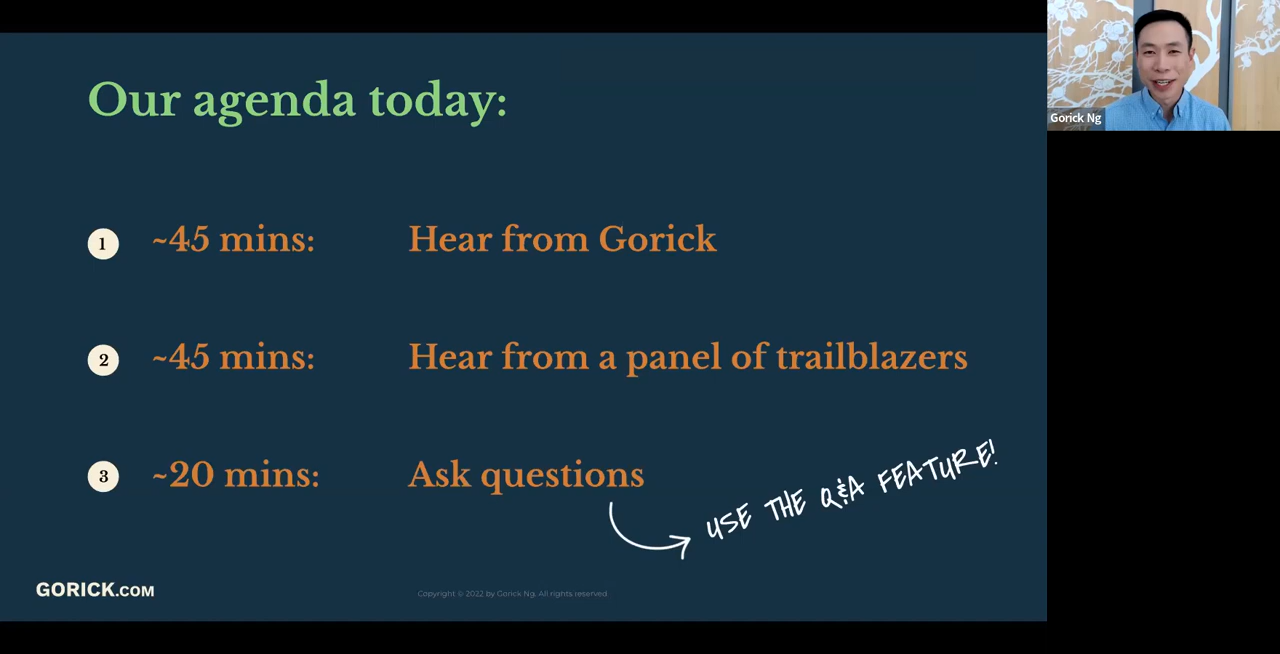 Our agenda today:
1 ~45 mins: Hear from Gorick
2 ~45 mins: Hear from a panel of trailblazers
3 ~20 mins: Ask questions
USE THE Q&A FEATURE!
GORICK.COM
Copyright © 2022 by Gorick Ng. All rights reserved
Gorick Ng